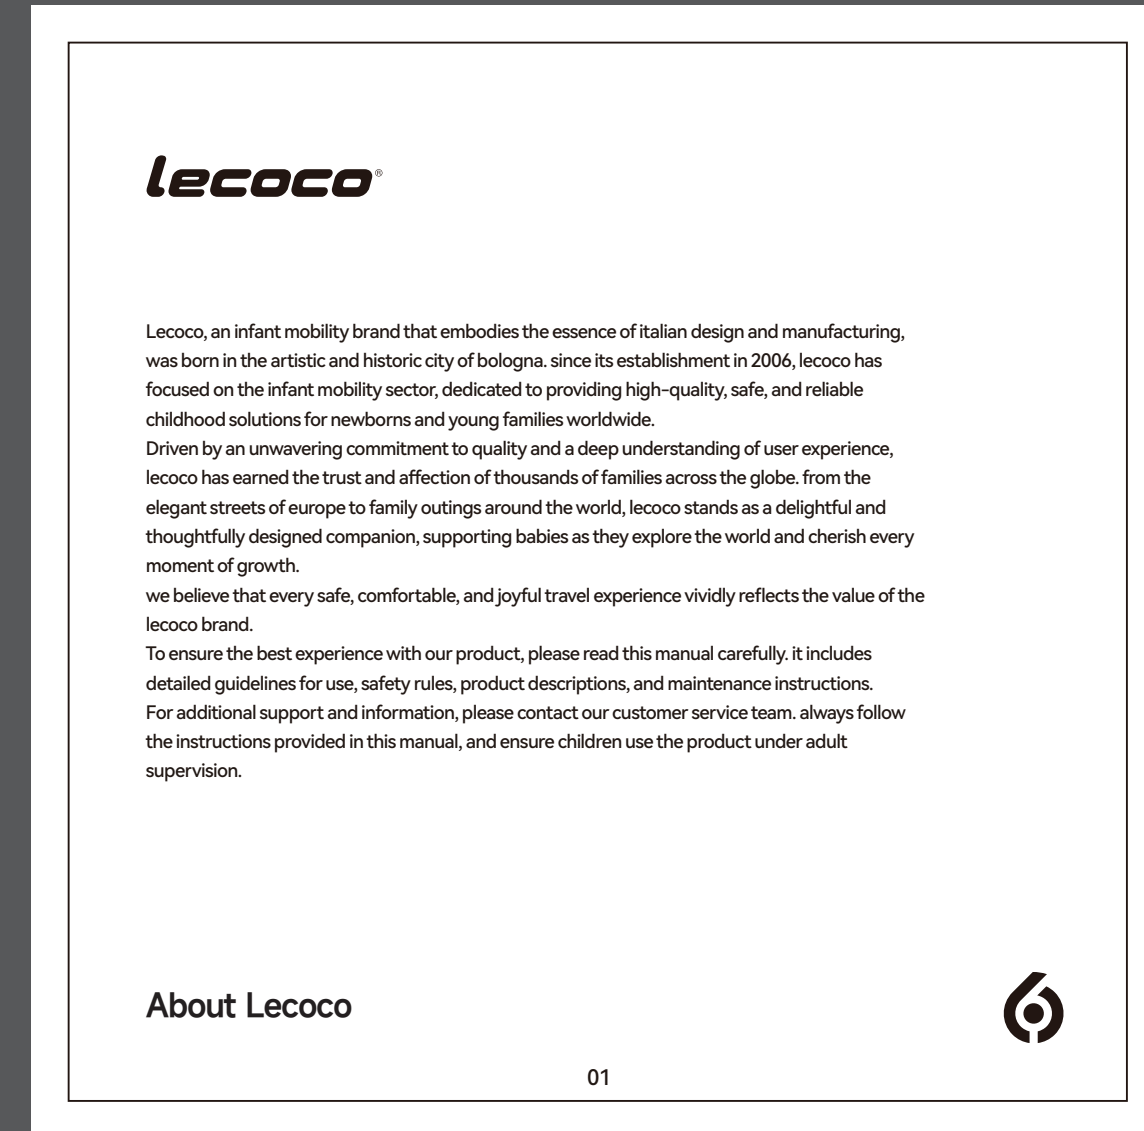 lecoco®
Lecoco, an infant mobility brand that embodies the essence of italian design and manufacturing,
was born in the artistic and historic city of bologna. since its establishment in 2006, lecoco has
focused on the infant mobility sector, dedicated to providing high-quality, safe, and reliable
childhood solutions for newborns and young families worldwide.
Driven by an unwavering commitment to quality and a deep understanding of user experience,
lecoco has earned the trust and affection of thousands of families across the globe. from the
elegant streets of europe to family outings around the world, lecoco stands as a delightful and
thoughtfully designed companion, supporting babies as they explore the world and cherish every
moment of growth.
we believe that every safe, comfortable, and joyful travel experience vividly reflects the value of the
lecoco brand.
To ensure the best experience with our product, please read this manual carefully. it includes
detailed guidelines for use, safety rules, product descriptions, and maintenance instructions.
For additional support and information, please contact our customer service team. always follow
the instructions provided in this manual, and ensure children use the product under adult
supervision.
About Lecoco
01